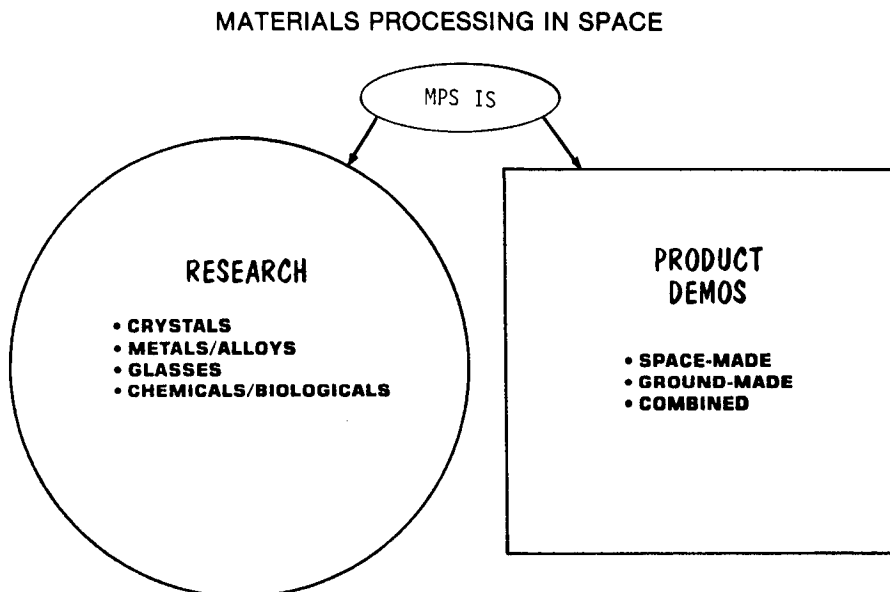 MATERIALS PROCESSING IN SPACE
MPS IS
RESEARCH
• CRYSTALS
• METALS/ALLOYS
• GLASSES
• CHEMICALS/BIOLOGICALS
PRODUCT
DEMOS
• SPACE-MADE
• GROUND-MADE
• COMBINED